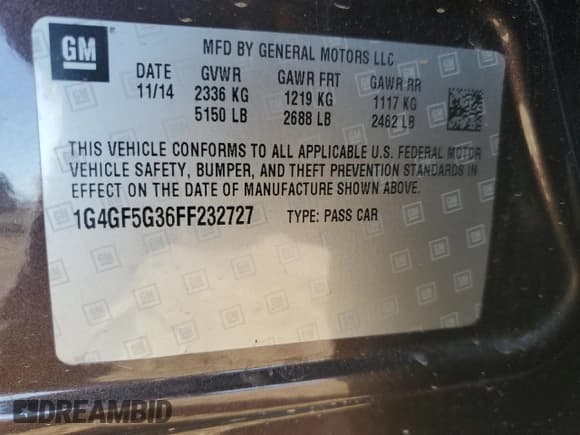 GM
MFD BY GENERAL MOTORS LLC
DATE GVWR GAWR FRT GAWR RR
11/14 2336 KG 1219 KG 1117 KG
5150 LB 2688 LB 2462 LB
THIS VEHICLE CONFORMS TO ALL APPLICABLE U.S. FEDERAL MOTOR
VEHICLE SAFETY, BUMPER, AND THEFT PREVENTION STANDARDS IN
EFFECT ON THE DATE OF MANUFACTURE SHOWN ABOVE.
1G4GF5G36FF232727 TYPE: PASS CAR
DREAMBID